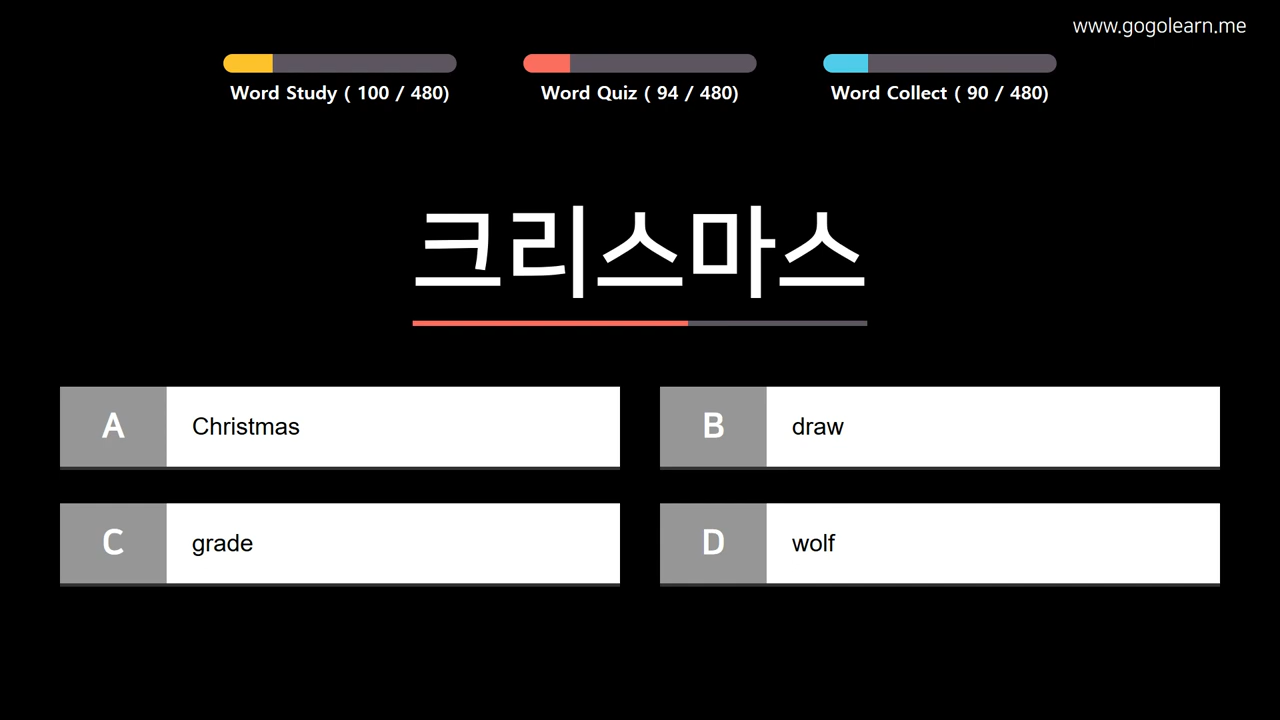 www.gogolearn.me
Word Study ( 100 / 480)
Word Quiz ( 94 / 480)
Word Collect ( 90 / 480)
크리스마스
A Christmas
B draw
C grade
D wolf